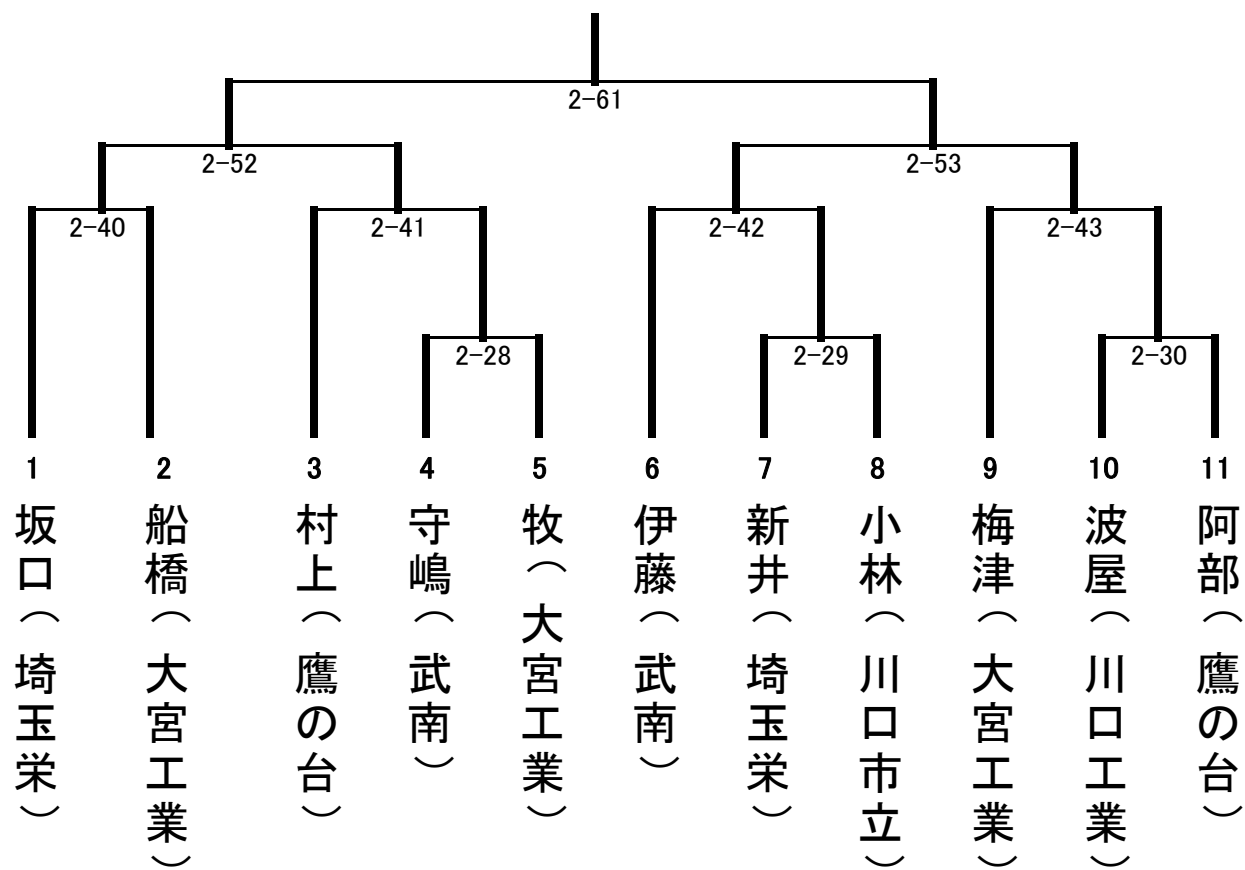 2-61
2-52
2-53
2-40
2-41
2-42
2-43
2-28
2-29
2-30
1
2
3
4
5
6
7
8
9
10
11
坂口(埼玉栄)
船橋(大宮工業)
村上(鷹の台)
守嶋(武南)
牧(大宮工業)
伊藤(武南)
新井(埼玉栄)
小林(川口市立)
梅津(大宮工業)
波屋(川口工業)
阿部(鷹の台)